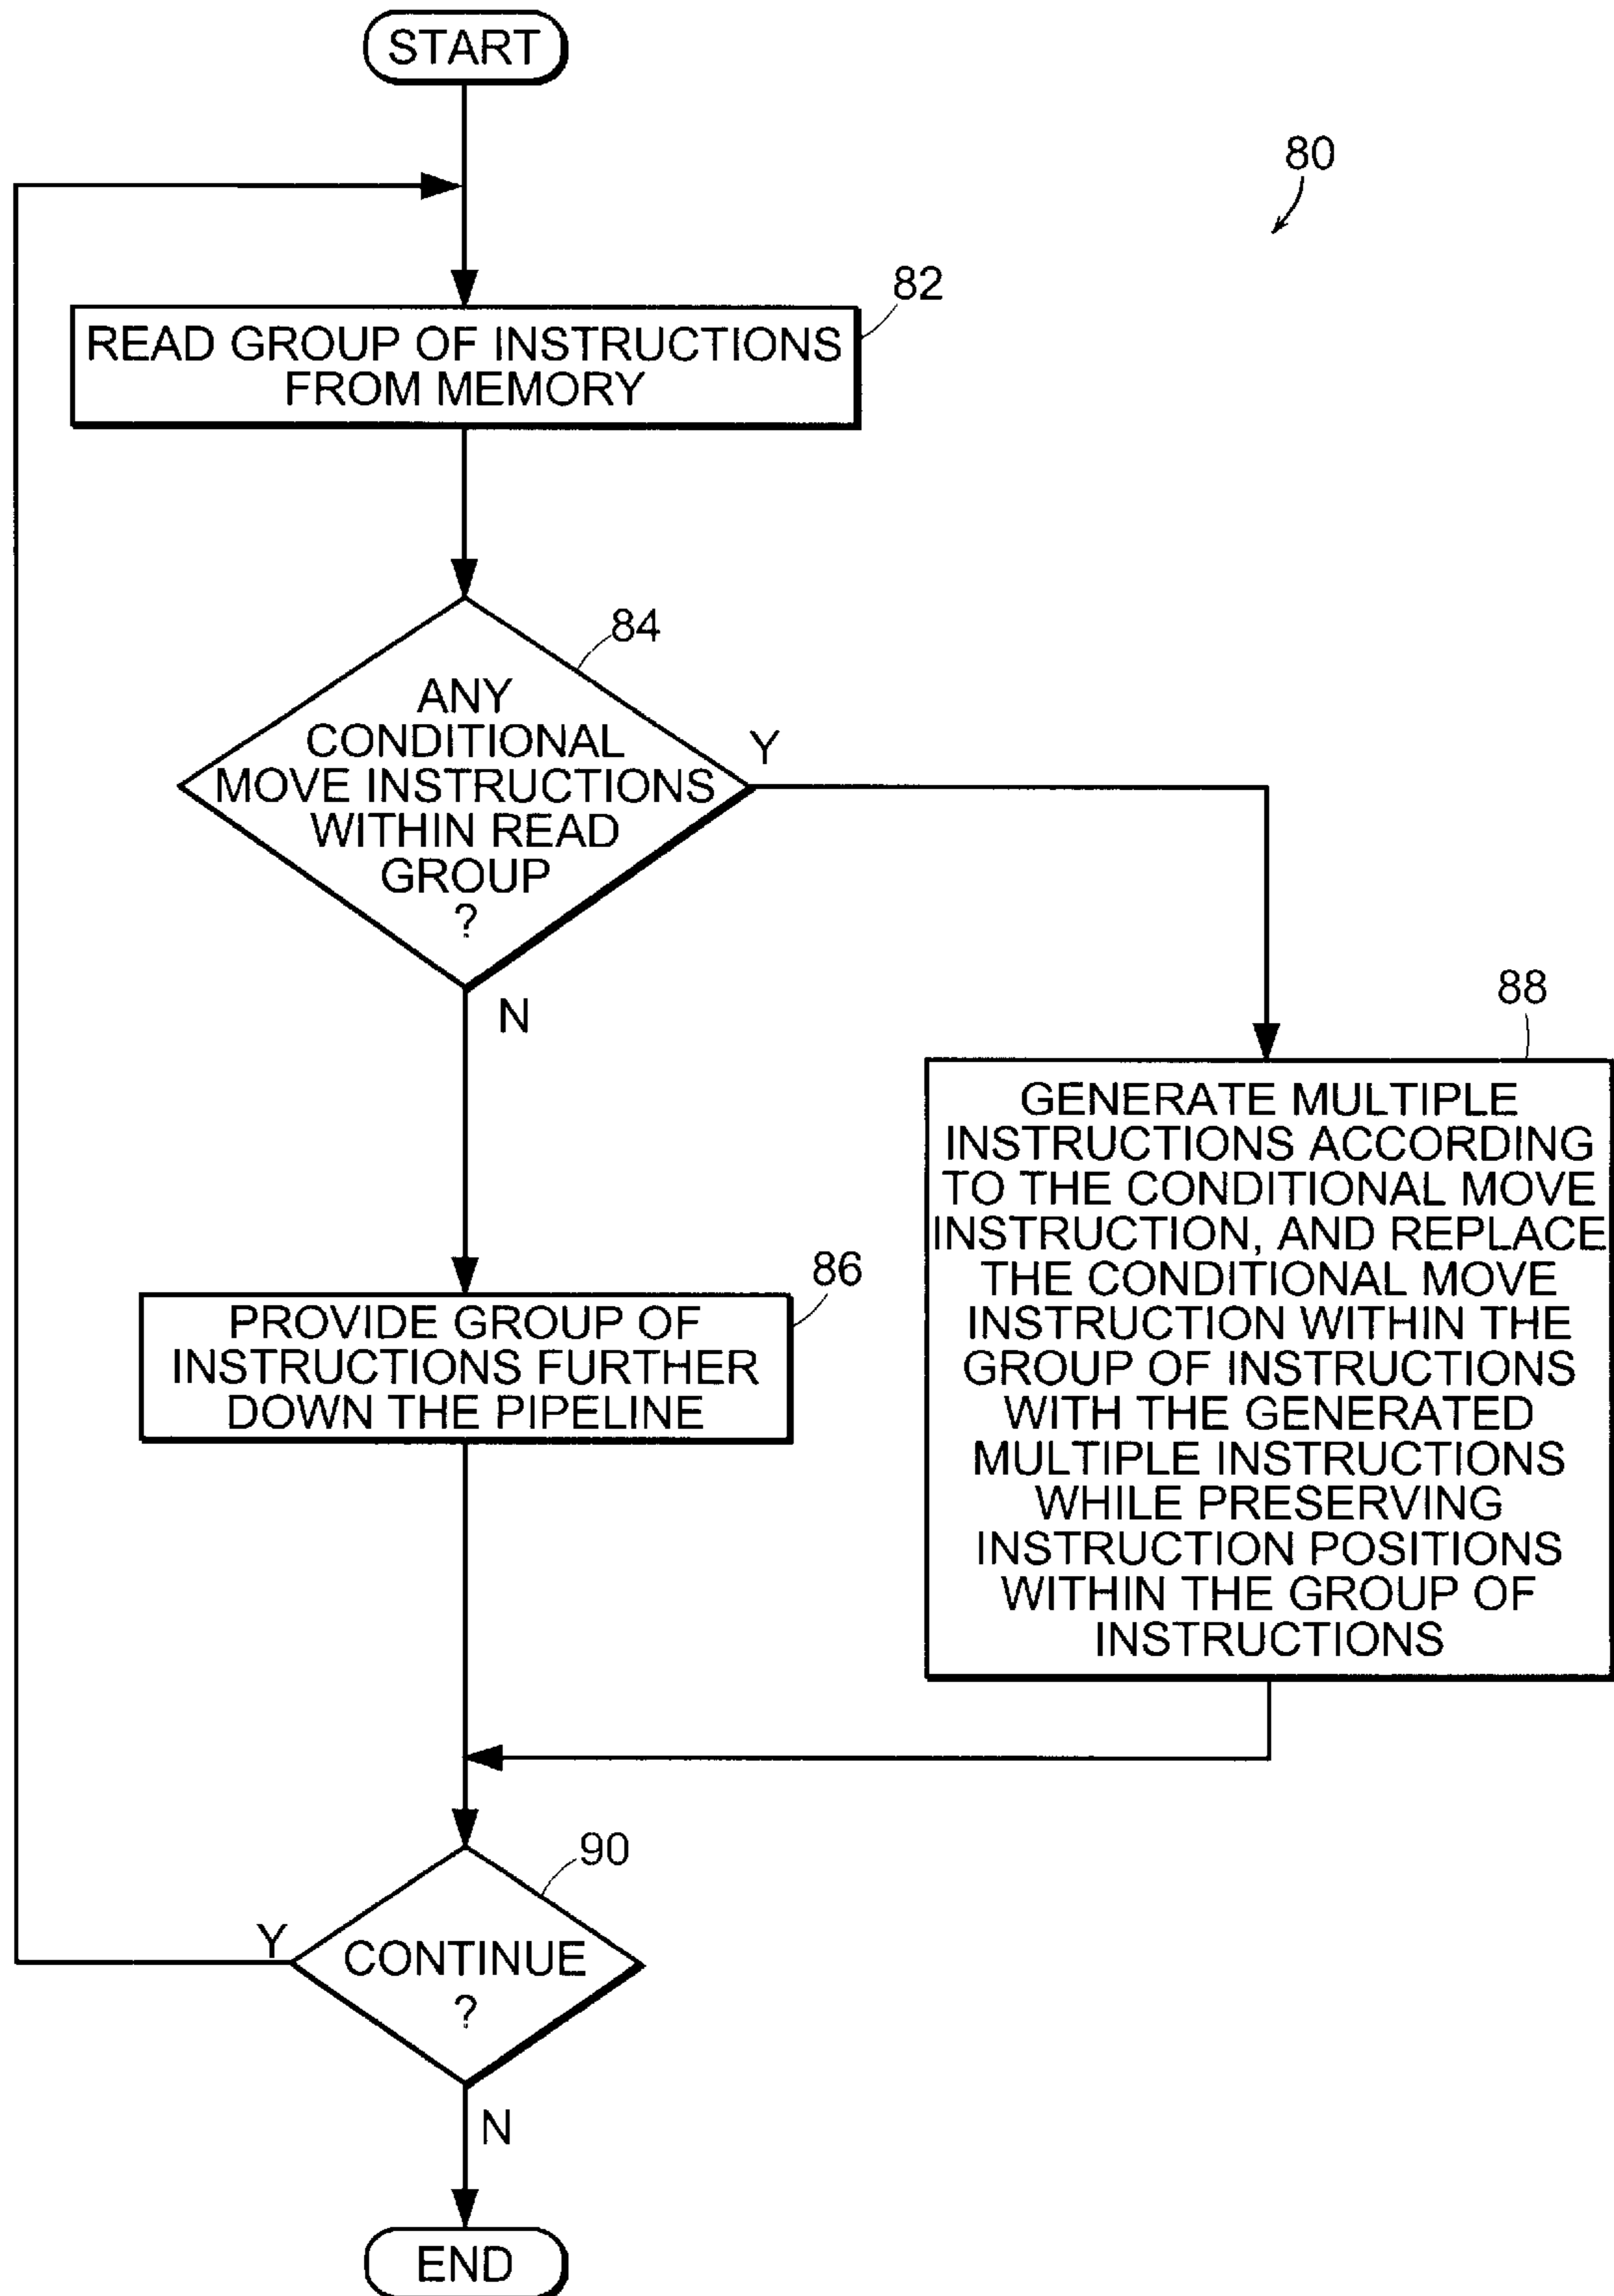 START
80
82
READ GROUP OF INSTRUCTIONS
FROM MEMORY
84
ANY
CONDITIONAL
MOVE INSTRUCTIONS
WITHIN READ
GROUP
?
Y
N
88
GENERATE MULTIPLE
INSTRUCTIONS ACCORDING
TO THE CONDITIONAL MOVE
INSTRUCTION, AND REPLACE
THE CONDITIONAL MOVE
INSTRUCTION WITHIN THE
GROUP OF INSTRUCTIONS
WITH THE GENERATED
MULTIPLE INSTRUCTIONS
WHILE PRESERVING
INSTRUCTION POSITIONS
WITHIN THE GROUP OF
INSTRUCTIONS
86
PROVIDE GROUP OF
INSTRUCTIONS FURTHER
DOWN THE PIPELINE
90
Y
CONTINUE
?
N
END